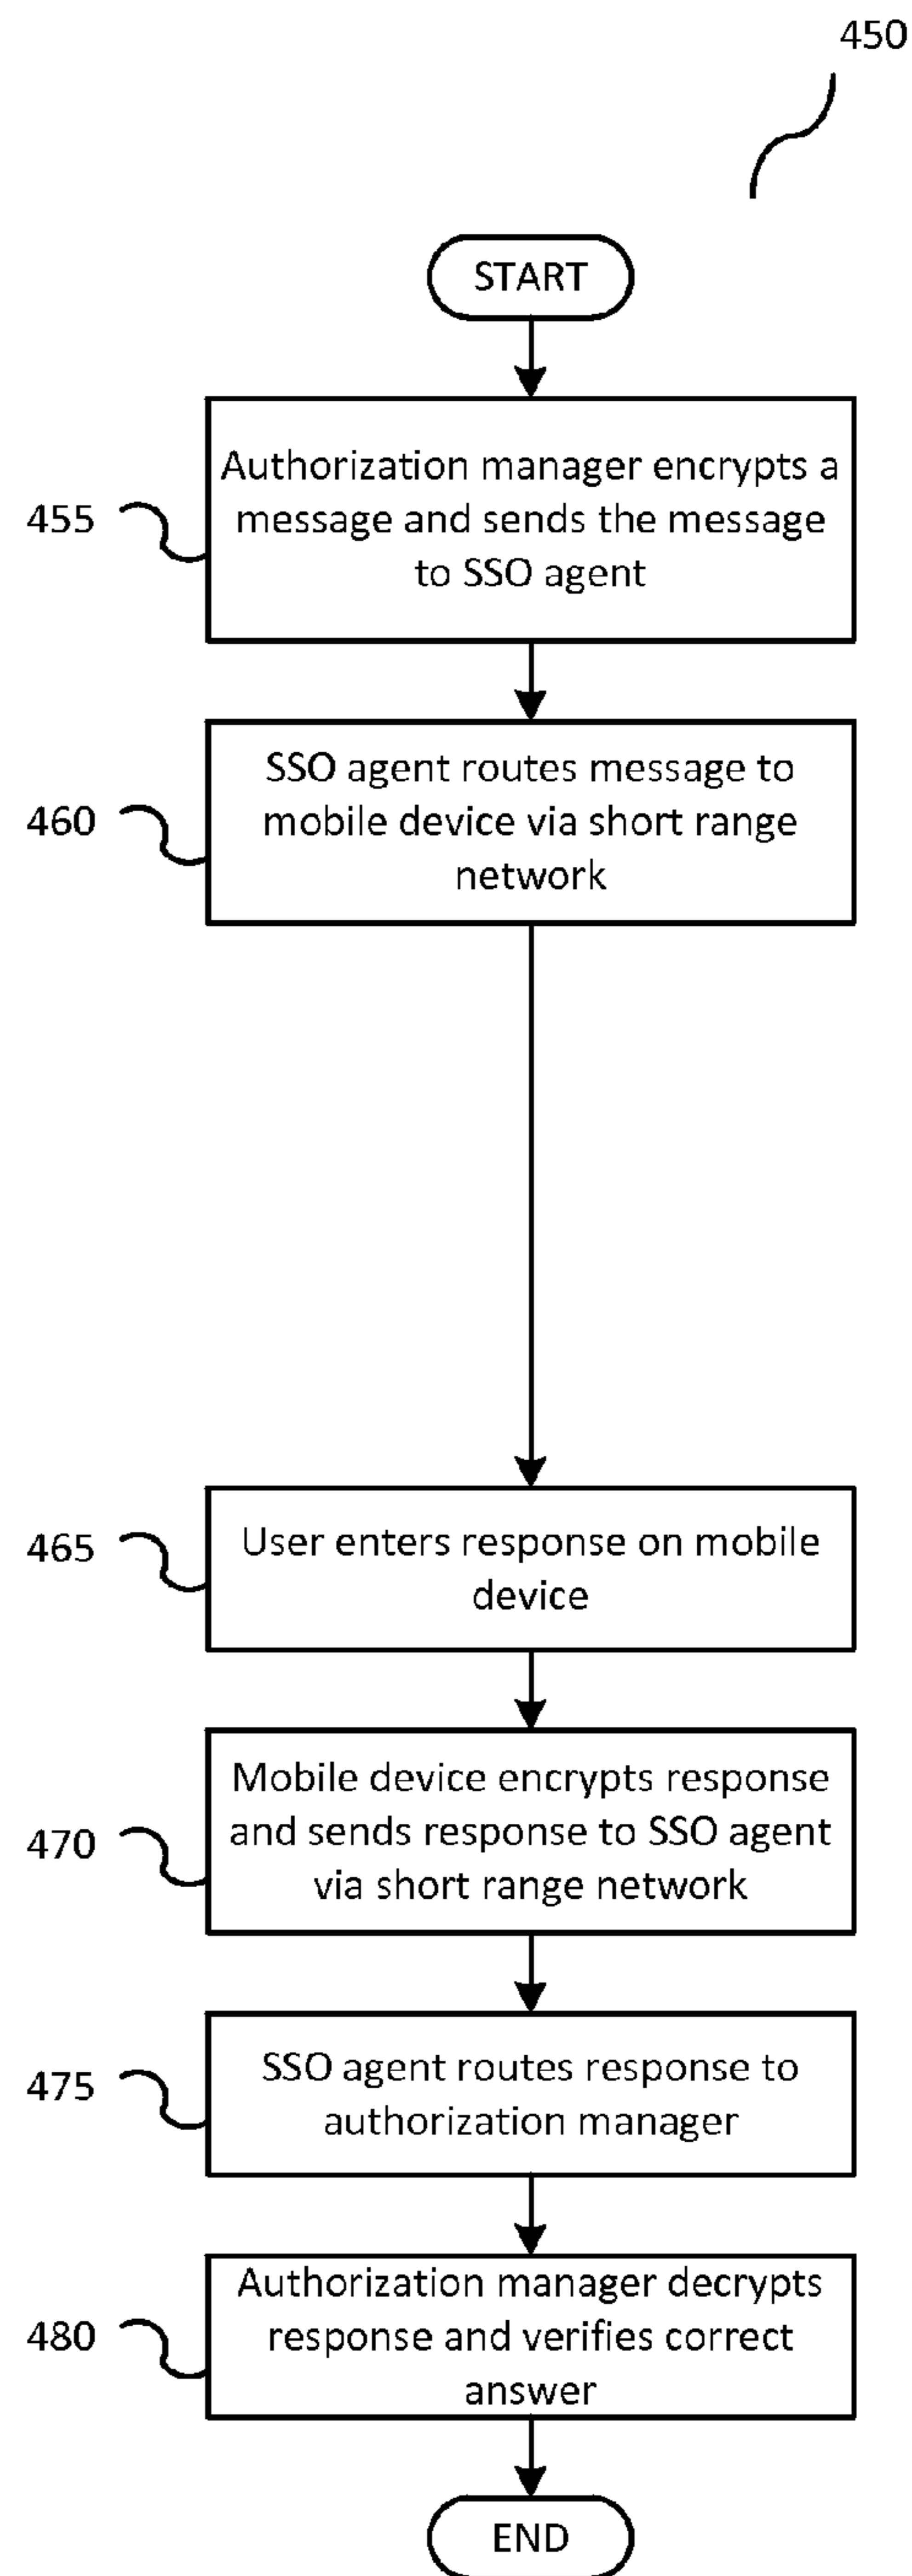 450
START
455
Authorization manager encrypts a
message and sends the message
to SSO agent
460
SSO agent routes message to
mobile device via short range
network
465
User enters response on mobile
device
470
Mobile device encrypts response
and sends response to SSO agent
via short range network
475
SSO agent routes response to
authorization manager
480
Authorization manager decrypts
response and verifies correct
answer
END